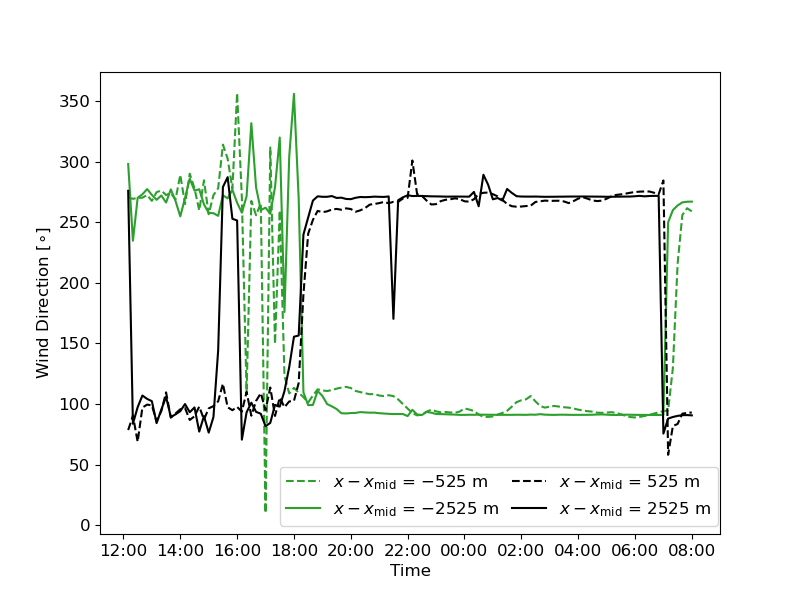 350
300
250
200
150
100
50
0
Wind Direction [°]
x − x_mid = −525 m
x − x_mid = 525 m
x − x_mid = −2525 m
x − x_mid = 2525 m
12:00 14:00 16:00 18:00 20:00 22:00 00:00 02:00 04:00 06:00 08:00
Time